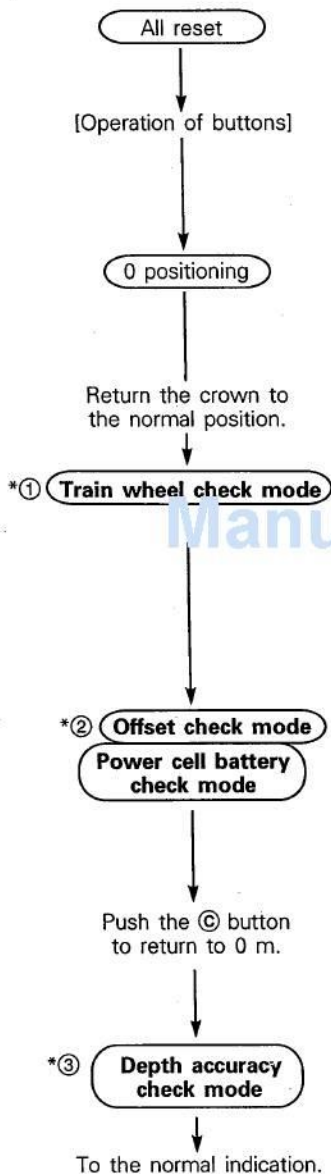 All reset
[Operation of buttons]
0 positioning
Return the crown to
the normal position.
*① Train wheel check mode
Manu
*② Offset check mode
Power cell battery
check mode
Push the Ⓒ button
to return to 0 m.
*③ Depth accuracy
check mode
To the normal indication.